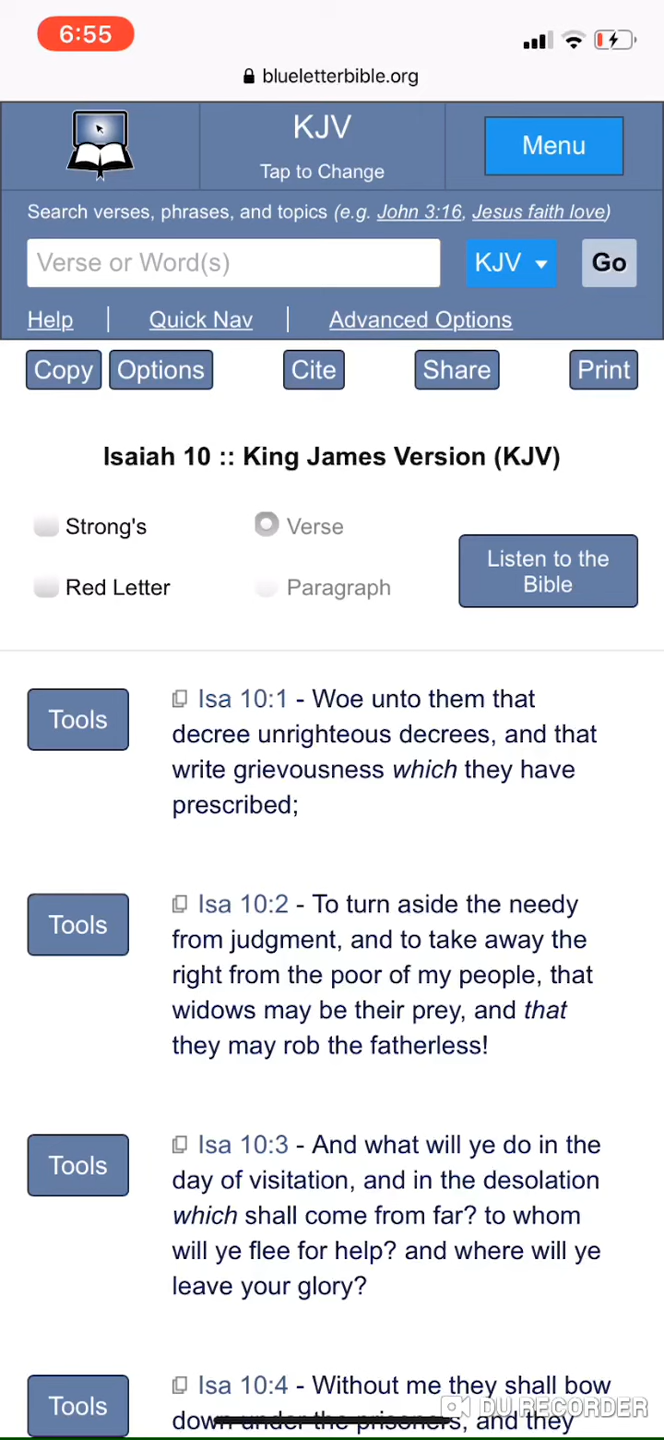 6:55
blueletterbible.org
KJV
Tap to Change
Menu
Search verses, phrases, and topics (e.g. John 3:16, Jesus faith love)
Verse or Word(s)
KJV
Go
Help | Quick Nav | Advanced Options
Copy Options Cite Share Print
Isaiah 10 :: King James Version (KJV)
Strong's Verse
Listen to the
Bible
Red Letter Paragraph
Tools
Isa 10:1 - Woe unto them that
decree unrighteous decrees, and that
write grievousness which they have
prescribed;
Tools
Isa 10:2 - To turn aside the needy
from judgment, and to take away the
right from the poor of my people, that
widows may be their prey, and that
they may rob the fatherless!
Tools
Isa 10:3 - And what will ye do in the
day of visitation, and in the desolation
which shall come from far? to whom
will ye flee for help? and where will ye
leave your glory?
Tools
Isa 10:4 - Without me they shall bow
down under the prisoners, and they
DU RECORDER